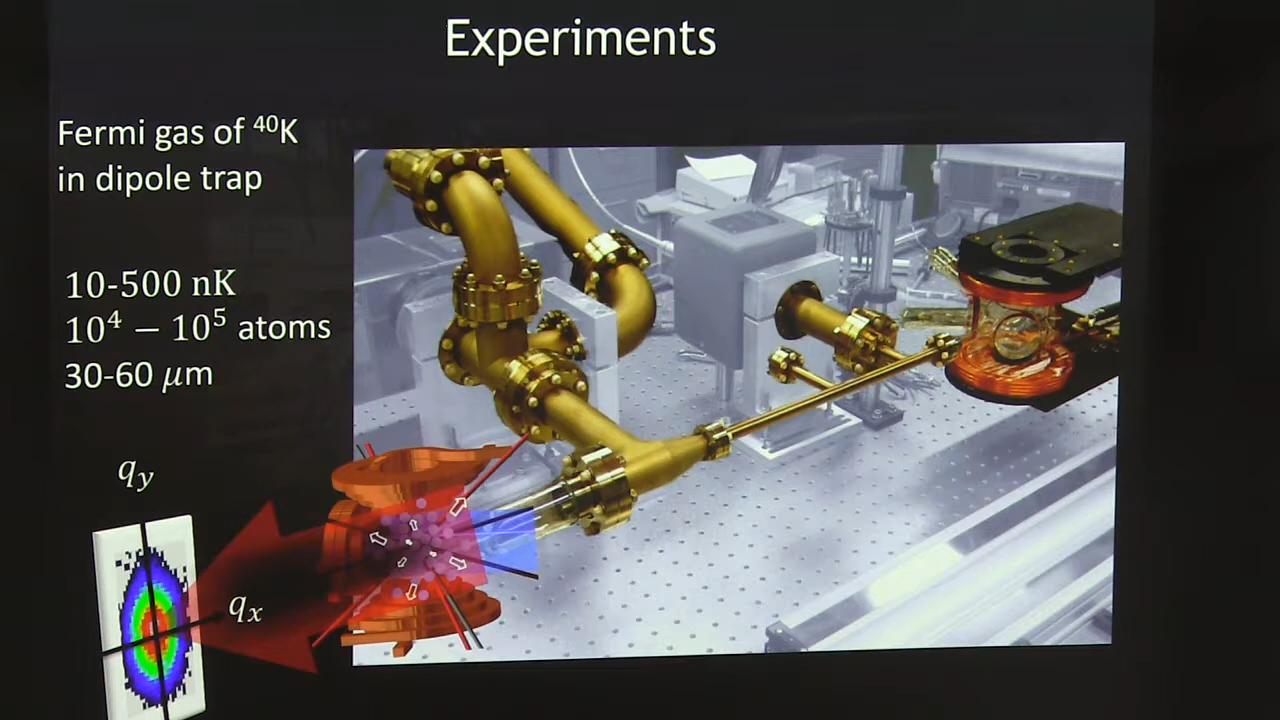 Experiments
Fermi gas of ⁴⁰K
in dipole trap
10-500 nK
10⁴ − 10⁵ atoms
30-60 μm
q_y
q_x